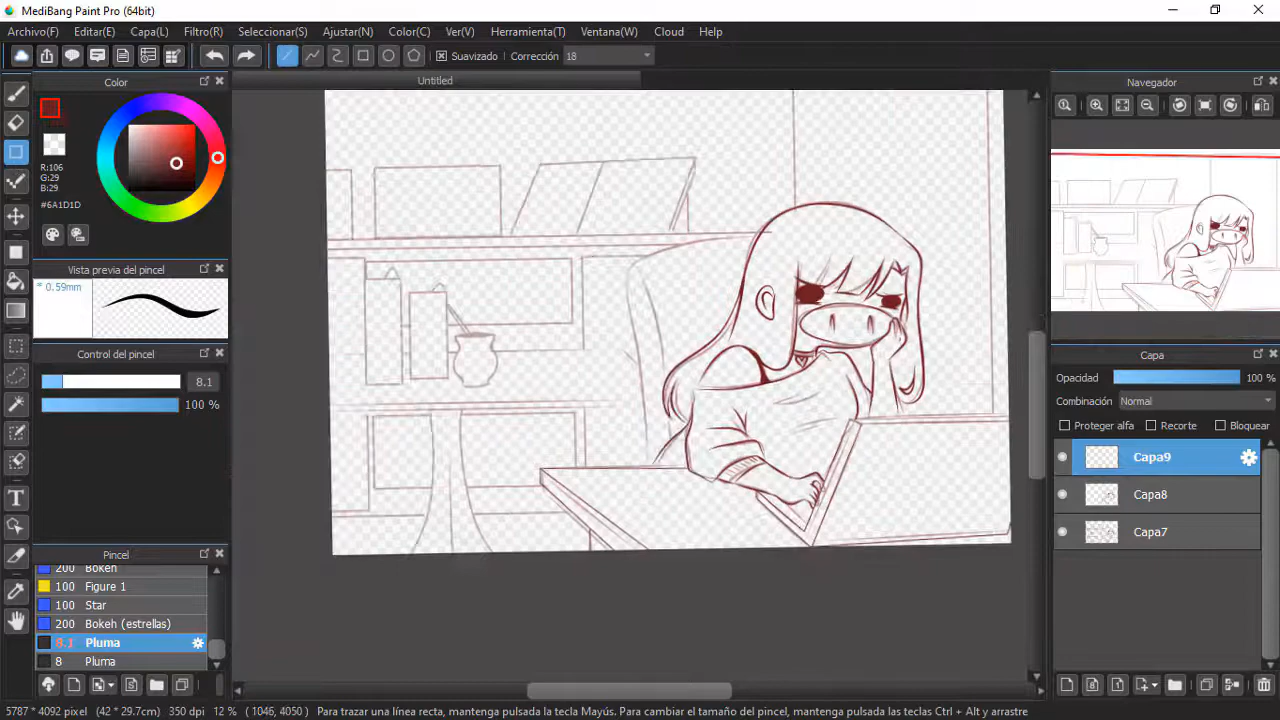 MediBang Paint Pro (64bit)
Archivo(F) Editar(E) Capa(L) Filtro(R) Seleccionar(S) Ajustar(N) Color(C) Ver(V) Herramienta(T) Ventana(W) Cloud Help
Suavizado Corrección 18
Color
Untitled
Navegador
R:106
G:29
B:29
#6A1D1D
Vista previa del pincel
* 0.59mm
Control del pincel
8.1
100 %
Capa
Opacidad 100 %
Combinación Normal
Proteger alfa Recorte Bloquear
Capa9
Capa8
Capa7
Pincel
200 Bokeh
100 Figure 1
100 Star
200 Bokeh (estrellas)
8.1 Pluma
8 Pluma
5787 * 4092 pixel (42 * 29.7cm) 350 dpi 12 % ( 1046, 4050 ) Para trazar una línea recta, mantenga pulsada la tecla Mayús. Para cambiar el tamaño del pincel, mantenga pulsadas las teclas Ctrl + Alt y arrastre